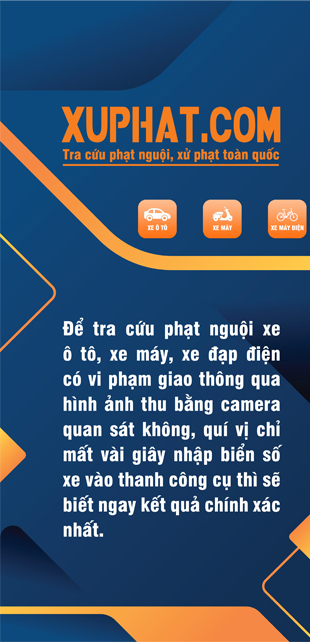 XUPHAT.COM
Tra cứu phạt nguội, xử phạt toàn quốc
XE Ô TÔ XE MÁY XE MÁY ĐIỆN
Để tra cứu phạt nguội xe
ô tô, xe máy, xe đạp điện
có vi phạm giao thông qua
hình ảnh thu bằng camera
quan sát không, quí vị chỉ
mất vài giây nhập biển số
xe vào thanh công cụ thì sẽ
biết ngay kết quả chính xác
nhất.